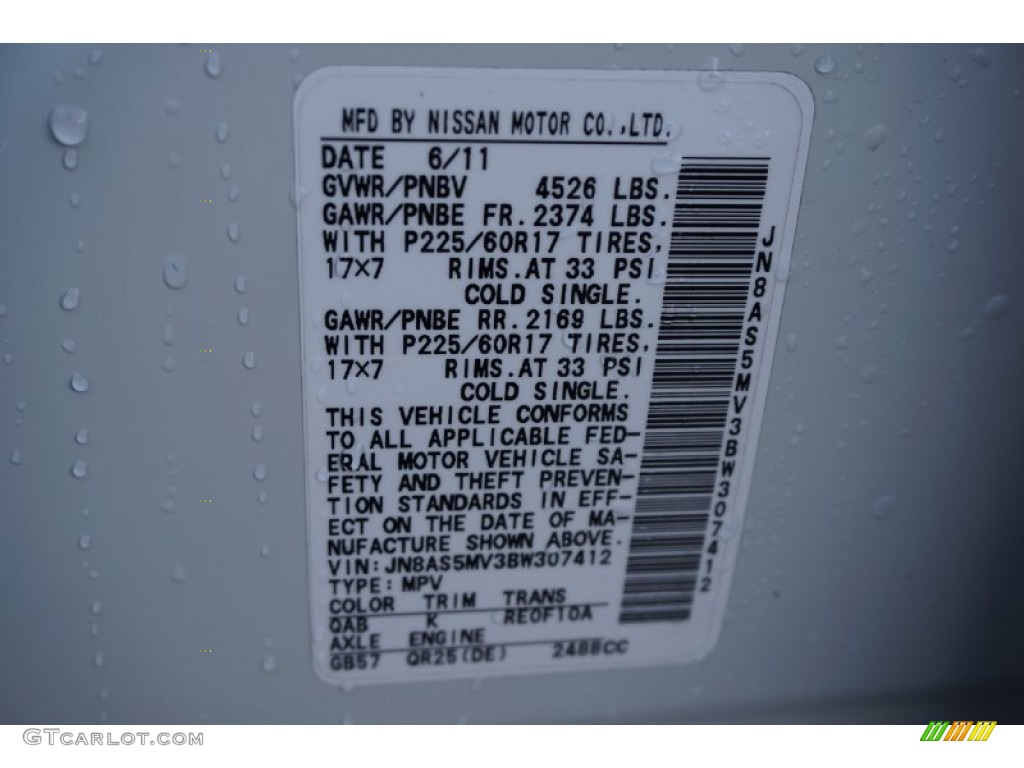 MFD BY NISSAN MOTOR CO.,LTD.
DATE 6/11
GVWR/PNBV 4526 LBS.
GAWR/PNBE FR. 2374 LBS.
WITH P225/60R17 TIRES,
17×7 RIMS. AT 33 PSI
COLD SINGLE.
GAWR/PNBE RR. 2169 LBS.
WITH P225/60R17 TIRES,
17×7 RIMS. AT 33 PSI
COLD SINGLE.
THIS VEHICLE CONFORMS
TO ALL APPLICABLE FED-
ERAL MOTOR VEHICLE SA-
FETY AND THEFT PREVEN-
TION STANDARDS IN EFF-
ECT ON THE DATE OF MA-
NUFACTURE SHOWN ABOVE.
VIN: JN8AS5MV3BW307412
TYPE: MPV
COLOR TRIM TRANS
QAB K RE0F10A
AXLE ENGINE
GB57 QR25(DE) 2488CC
JN8AS5MV3BW307412
GTCARLOT.COM